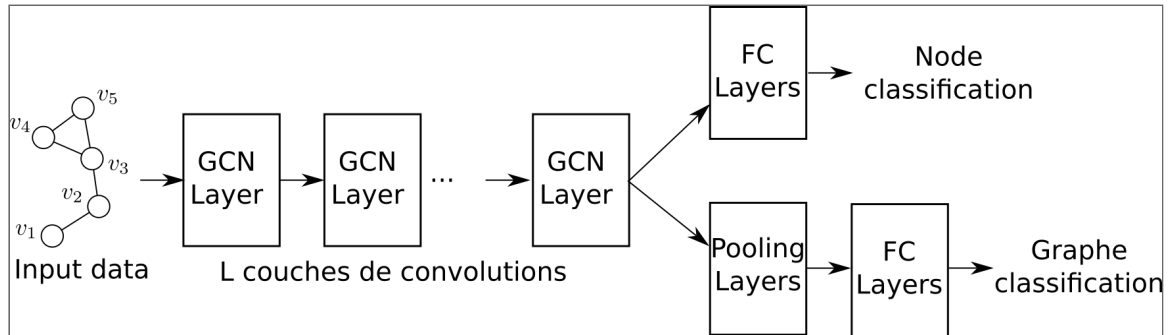 v5
v4
v3
v2
v1
Input data
GCN
Layer
GCN
Layer
...
GCN
Layer
L couches de convolutions
FC
Layers
Node
classification
Pooling
Layers
FC
Layers
Graphe
classification